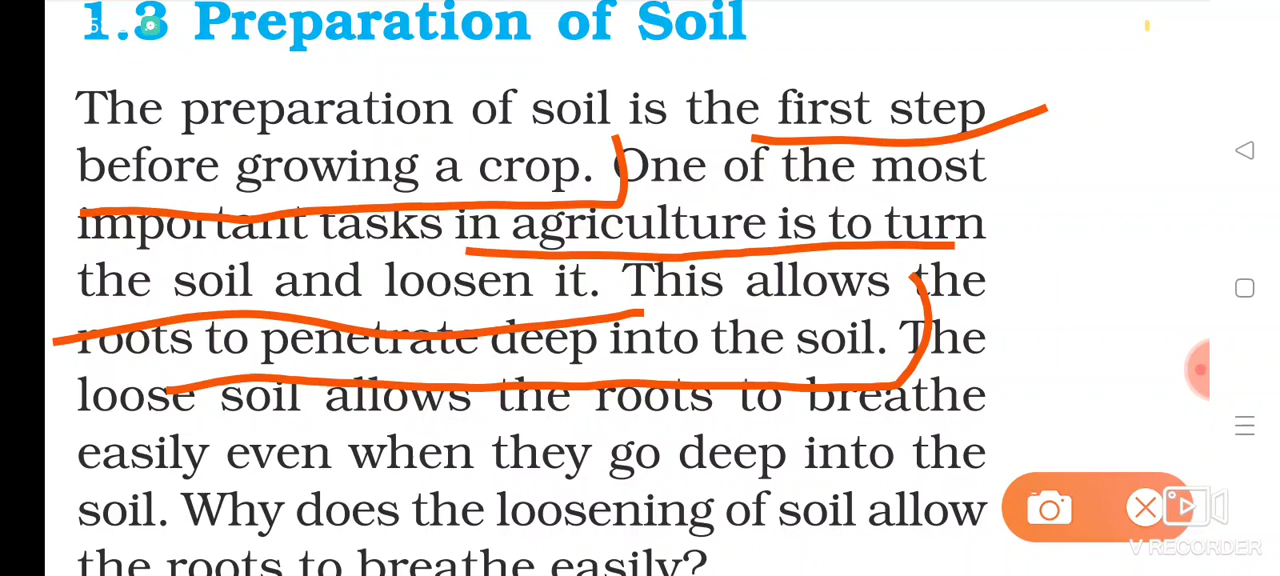 1.3 Preparation of Soil
The preparation of soil is the first step
before growing a crop. One of the most
important tasks in agriculture is to turn
the soil and loosen it. This allows the
roots to penetrate deep into the soil. The
loose soil allows the roots to breathe
easily even when they go deep into the
soil. Why does the loosening of soil allow
the roots to breathe easily?
V RECORDER